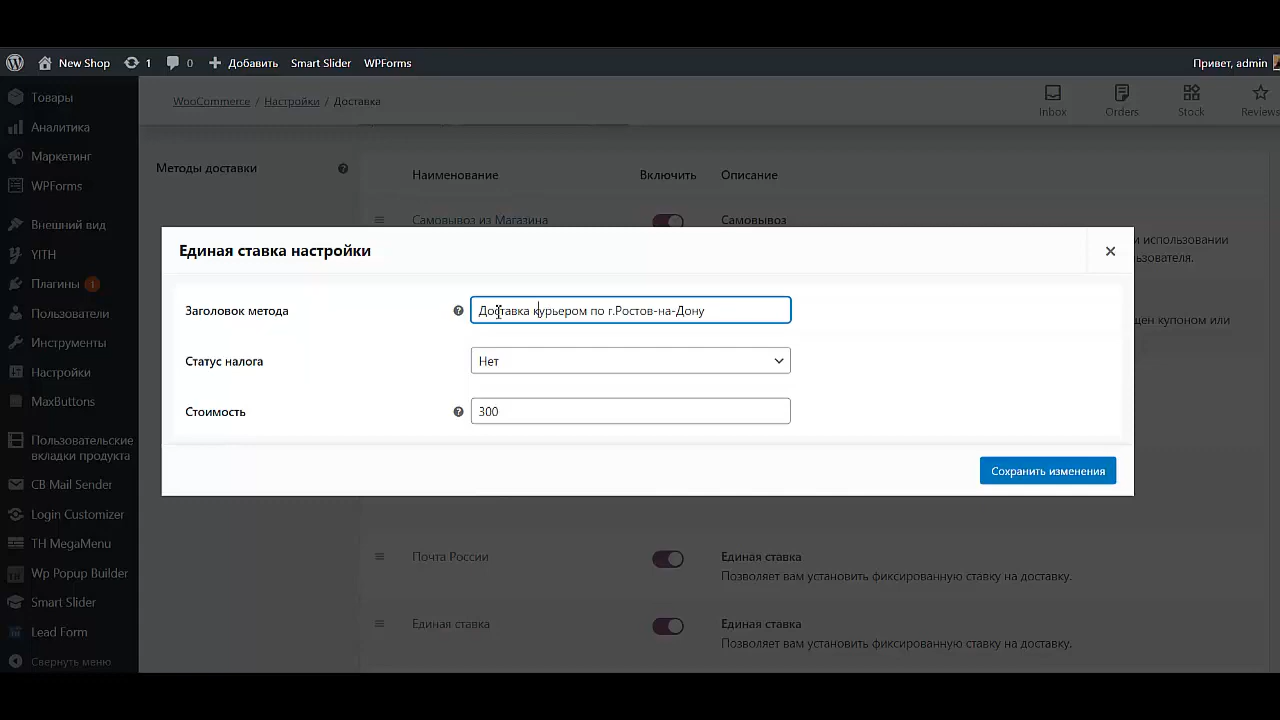 New Shop 1 0 Добавить Smart Slider WPForms Привет, admin
Товары
Аналитика
Маркетинг
WPForms
Внешний вид
YITH
Плагины 1
Пользователи
Инструменты
Настройки
MaxButtons
Пользовательские
вкладки продукта
CB Mail Sender
Login Customizer
TH MegaMenu
Wp Popup Builder
Smart Slider
Lead Form
Свернуть меню
WooCommerce / Настройки / Доставка
Inbox Orders Stock Reviews
Методы доставки
Наименование Включить Описание
Самовывоз из Магазина Самовывоз
и использовании
ьзователя.
Единая ставка настройки
Заголовок метода Доставка курьером по г.Ростов-на-Дону
щен купоном или
Статус налога Нет
Стоимость 300
Сохранить изменения
Почта России Единая ставка
Позволяет вам установить фиксированную ставку на доставку.
Единая ставка Единая ставка
Позволяет вам установить фиксированную ставку на доставку.